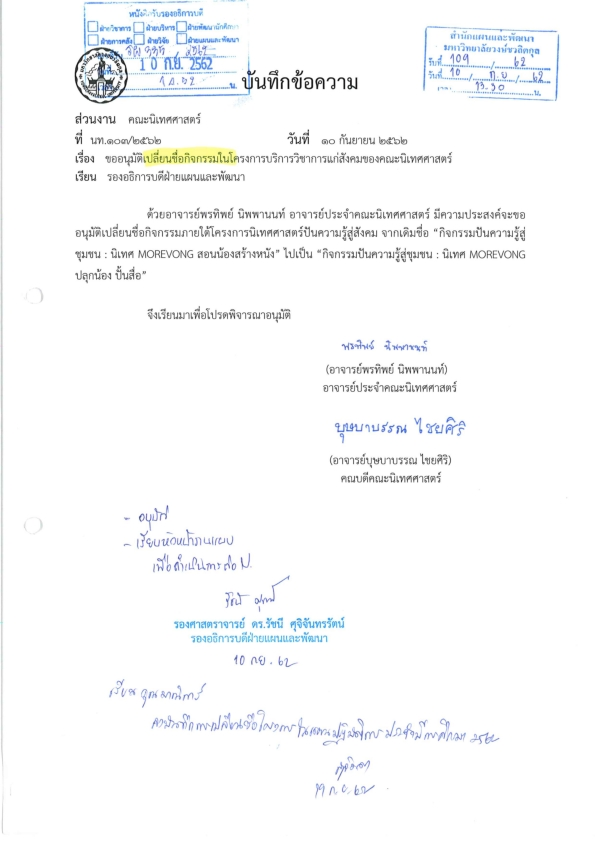 หนังสือรับรองอธิการบดี
ฝ่ายวิชาการ ฝ่ายบริหาร ฝ่ายพัฒนานักศึกษา
ฝ่ายการคลัง ฝ่ายวิจัย ฝ่ายแผนและพัฒนา
10 ก.ย. 2562
น.
สำนักแผนและพัฒนา
มหาวิทยาลัยวงษ์ชวลิตกุล
รับที่ 109 / 62
วันที่ 10 / ก.ย / 62
13.30 น.
บันทึกข้อความ
ส่วนงาน คณะนิเทศศาสตร์
ที่ นท.๑๐๓/๒๕๖๒ วันที่ ๑๐ กันยายน ๒๕๖๒
เรื่อง ขออนุมัติเปลี่ยนชื่อกิจกรรมในโครงการบริการวิชาการแก่สังคมของคณะนิเทศศาสตร์
เรียน รองอธิการบดีฝ่ายแผนและพัฒนา
ด้วยอาจารย์พรทิพย์ นิพพานนท์ อาจารย์ประจำคณะนิเทศศาสตร์ มีความประสงค์จะขอ
อนุมัติเปลี่ยนชื่อกิจกรรมภายใต้โครงการนิเทศศาสตร์ปันความรู้สู่สังคม จากเดิมชื่อ “กิจกรรมปันความรู้สู่
ชุมชน : นิเทศ MOREVONG สอนน้องสร้างหนัง” ไปเป็น “กิจกรรมปันความรู้สู่ชุมชน : นิเทศ MOREVONG
ปลุกน้อง ปั้นสื่อ”
จึงเรียนมาเพื่อโปรดพิจารณาอนุมัติ
พรทิพย์ นิพพานนท์
(อาจารย์พรทิพย์ นิพพานนท์)
อาจารย์ประจำคณะนิเทศศาสตร์
บุษบาบรรณ ไชยศิริ
(อาจารย์บุษบาบรรณ ไชยศิริ)
คณบดีคณะนิเทศศาสตร์
- อนุมัติ
- เรียนหัวหน้างานแผน
เพื่อดำเนินการต่อไป.
รองศาสตราจารย์ ดร.รัชนี ศุจิจันทรรัตน์
รองอธิการบดีฝ่ายแผนและพัฒนา
10 กย. 62
เรียน คุณ
ในแผนปฏิบัติการ ประจำปีการศึกษา 2562
ก.ย. 62